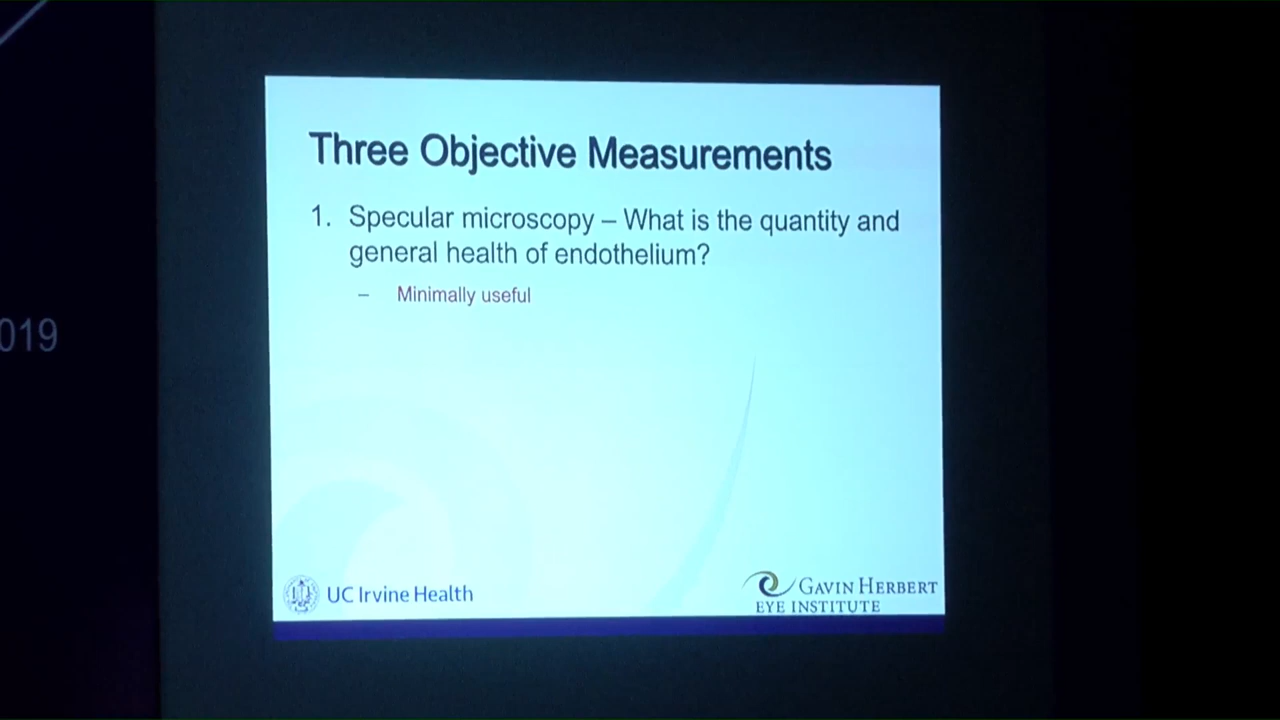 Three Objective Measurements
1. Specular microscopy – What is the quantity and
general health of endothelium?
– Minimally useful
019
UC Irvine Health
GAVIN HERBERT
EYE INSTITUTE